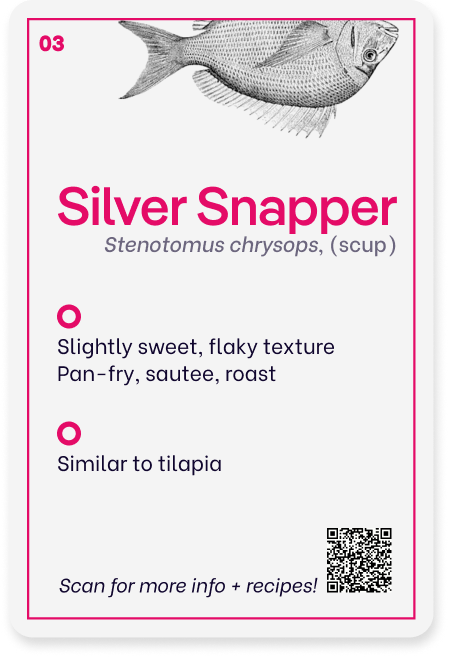 03
Silver Snapper
Stenotomus chrysops, (scup)
Slightly sweet, flaky texture
Pan-fry, sautee, roast
Similar to tilapia
Scan for more info + recipes!